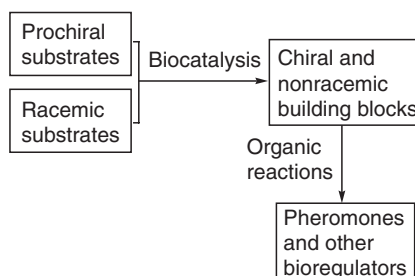 Prochiral
substrates
Racemic
substrates
Biocatalysis
Chiral and
nonracemic
building blocks
Organic
reactions
Pheromones
and other
bioregulators